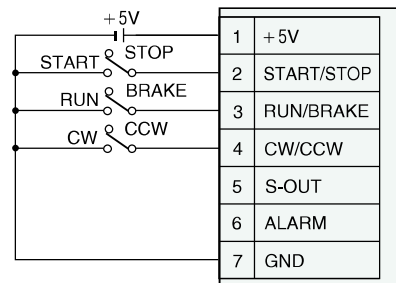 +5V
START STOP
RUN BRAKE
CW CCW
1 +5V
2 START/STOP
3 RUN/BRAKE
4 CW/CCW
5 S-OUT
6 ALARM
7 GND